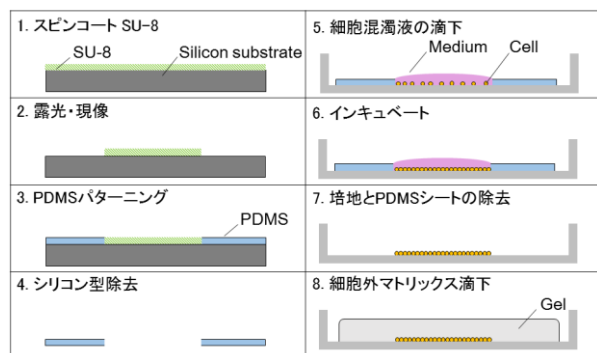 1. スピンコート SU-8
SU-8
Silicon substrate
2. 露光・現像
3. PDMSパターニング
PDMS
4. シリコン型除去
5. 細胞混濁液の滴下
Medium
Cell
6. インキュベート
7. 培地とPDMSシートの除去
8. 細胞外マトリックス滴下
Gel